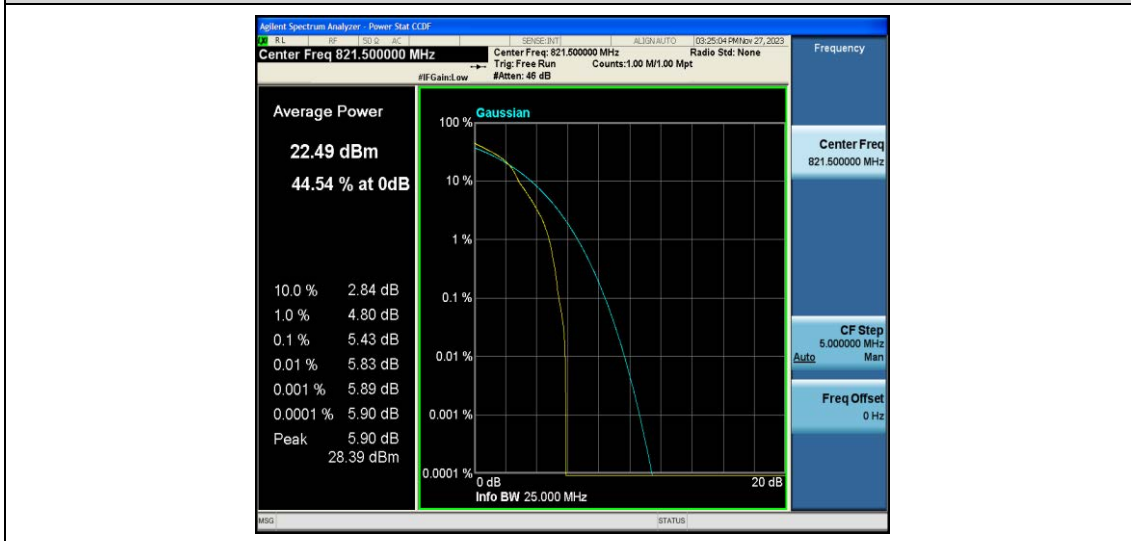 Agilent Spectrum Analyzer - Power Stat CCDF
RL RF 50 Ω AC SENSE:INT ALIGN AUTO 03:25:04 PM Nov 27, 2023
Center Freq 821.500000 MHz
Center Freq: 821.500000 MHz Radio Std: None
Trig: Free Run Counts:1.00 M/1.00 Mpt
#IFGain:Low #Atten: 46 dB
Frequency
Average Power
22.49 dBm
44.54 % at 0dB
10.0 % 2.84 dB
1.0 % 4.80 dB
0.1 % 5.43 dB
0.01 % 5.83 dB
0.001 % 5.89 dB
0.0001 % 5.90 dB
Peak 5.90 dB
28.39 dBm
Gaussian
100 %
10 %
1 %
0.1 %
0.01 %
0.001 %
0.0001 %
0 dB 20 dB
Info BW 25.000 MHz
Center Freq
821.500000 MHz
CF Step
5.000000 MHz
Auto Man
Freq Offset
0 Hz
MSG STATUS